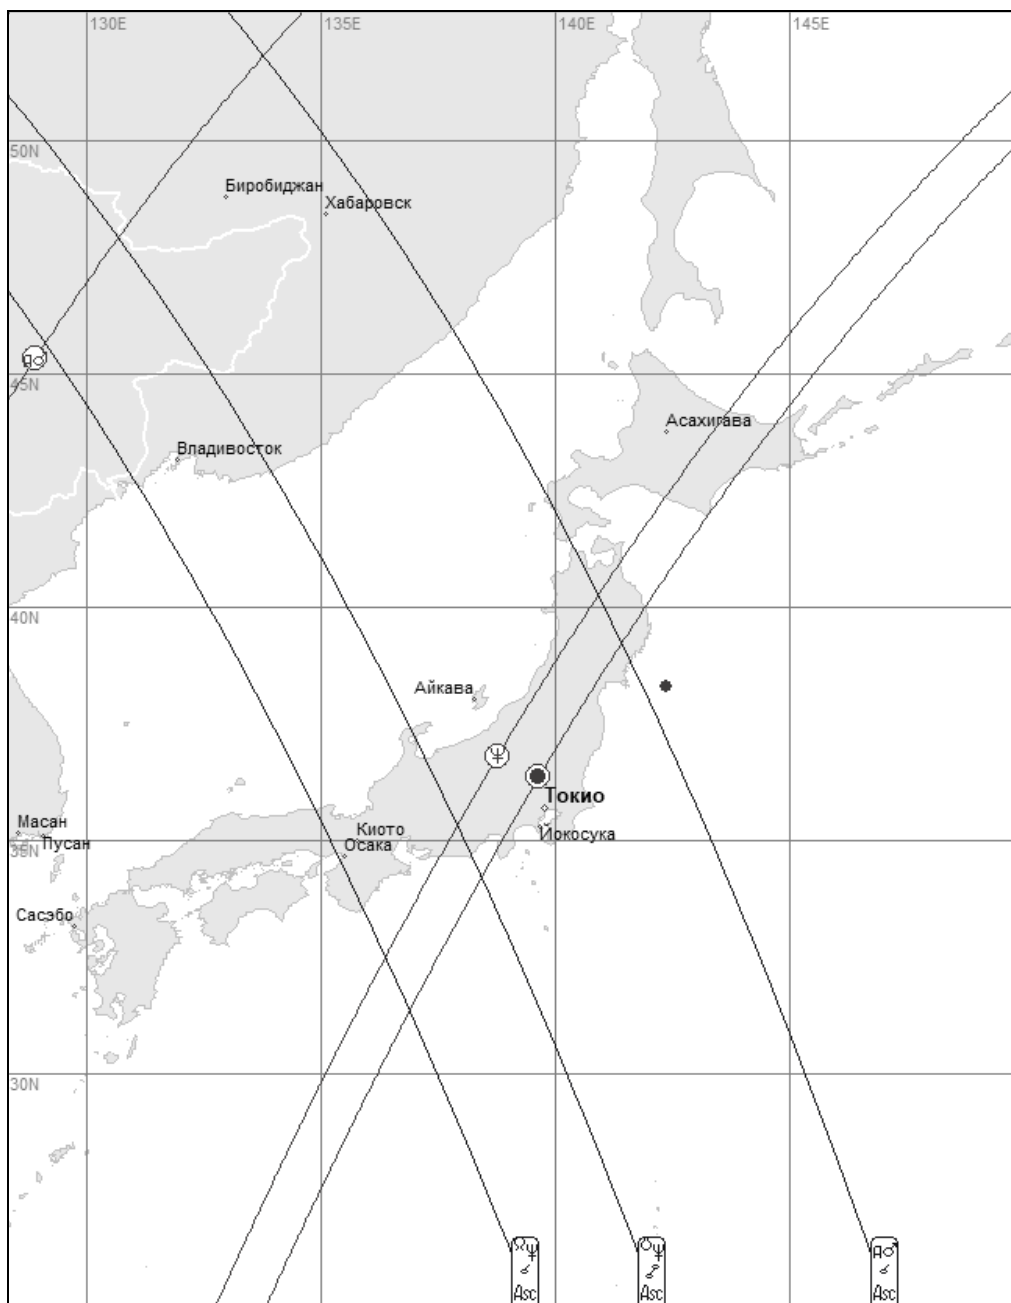 130E 135E 140E 145E
50N
Биробиджан
Хабаровск
45N
Асахигава
Владивосток
40N
Айкава
Токио
Масан
Киото
Йокосука
Пусан
Осака
35N
Сасэбо
30N
Asc Asc Asc